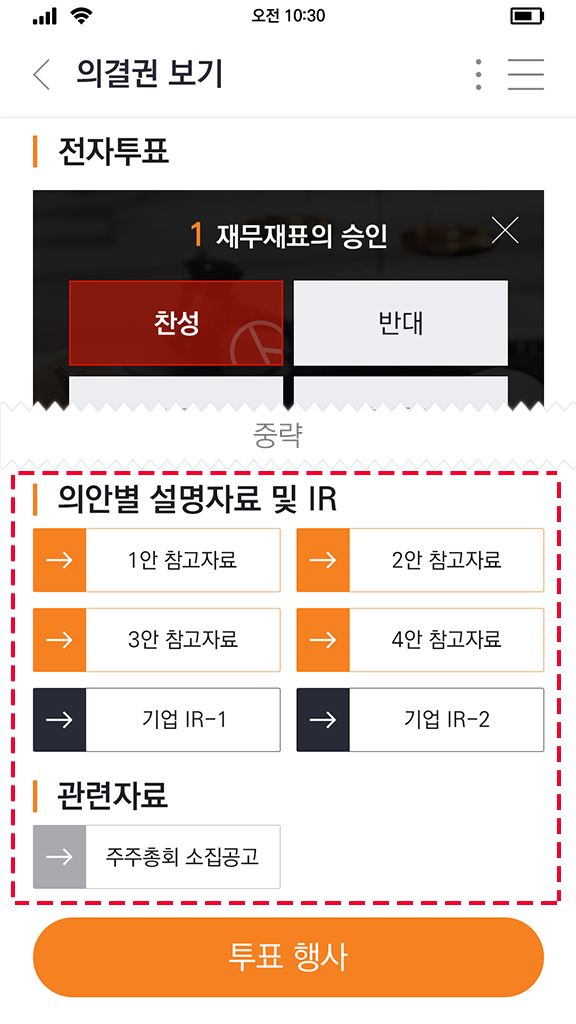 오전 10:30
의결권 보기
전자투표
1 재무재표의 승인
찬성 반대
중략
의안별 설명자료 및 IR
1안 참고자료 2안 참고자료
3안 참고자료 4안 참고자료
기업 IR-1 기업 IR-2
관련자료
주주총회 소집공고
투표 행사